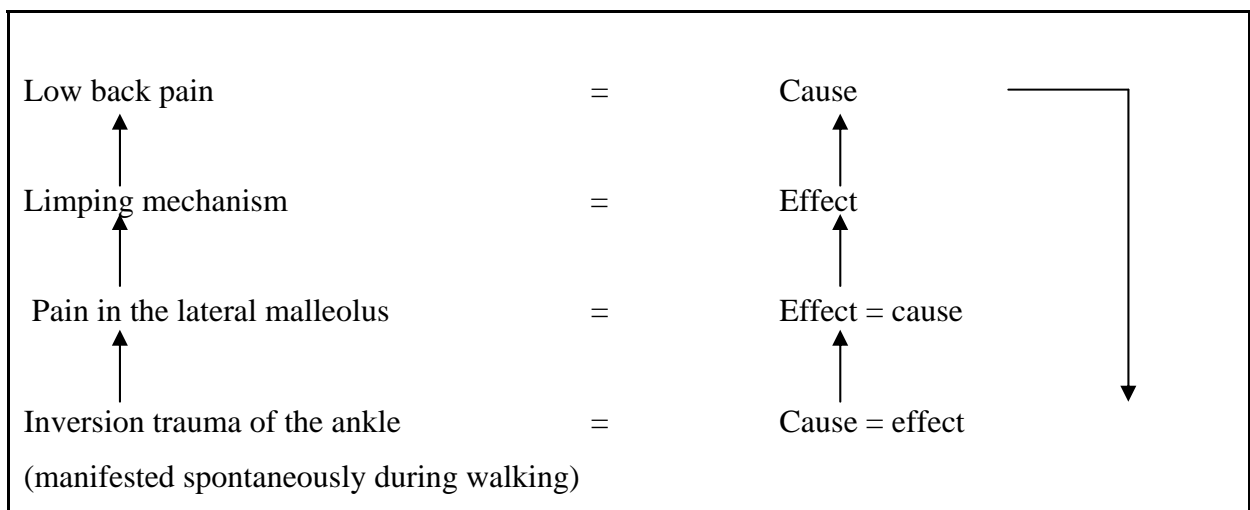 Low back pain = Cause
Limping mechanism = Effect
Pain in the lateral malleolus = Effect = cause
Inversion trauma of the ankle = Cause = effect
(manifested spontaneously during walking)